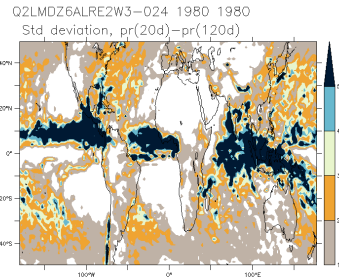 Q2LMDZ6ALRE2W3-024 1980 1980
Std deviation, pr(20d)-pr(120d)
40°N
20°N
0°
20°S
40°S
100°W
0°
100°E
5
4
3
2
1